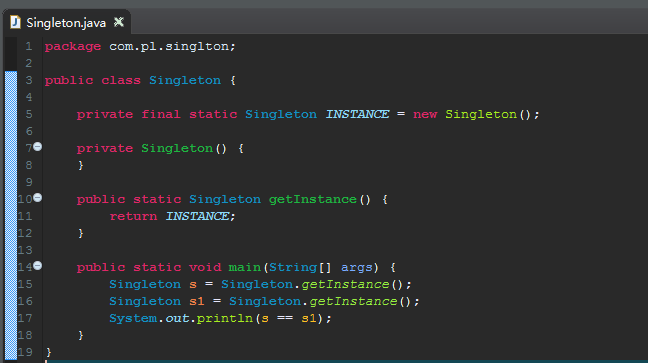 Singleton.java
1 package com.pl.singlton;
2
3 public class Singleton {
4
5     private final static Singleton INSTANCE = new Singleton();
6
7     private Singleton() {
8     }
9
10     public static Singleton getInstance() {
11         return INSTANCE;
12     }
13
14     public static void main(String[] args) {
15         Singleton s = Singleton.getInstance();
16         Singleton s1 = Singleton.getInstance();
17         System.out.println(s == s1);
18     }
19 }